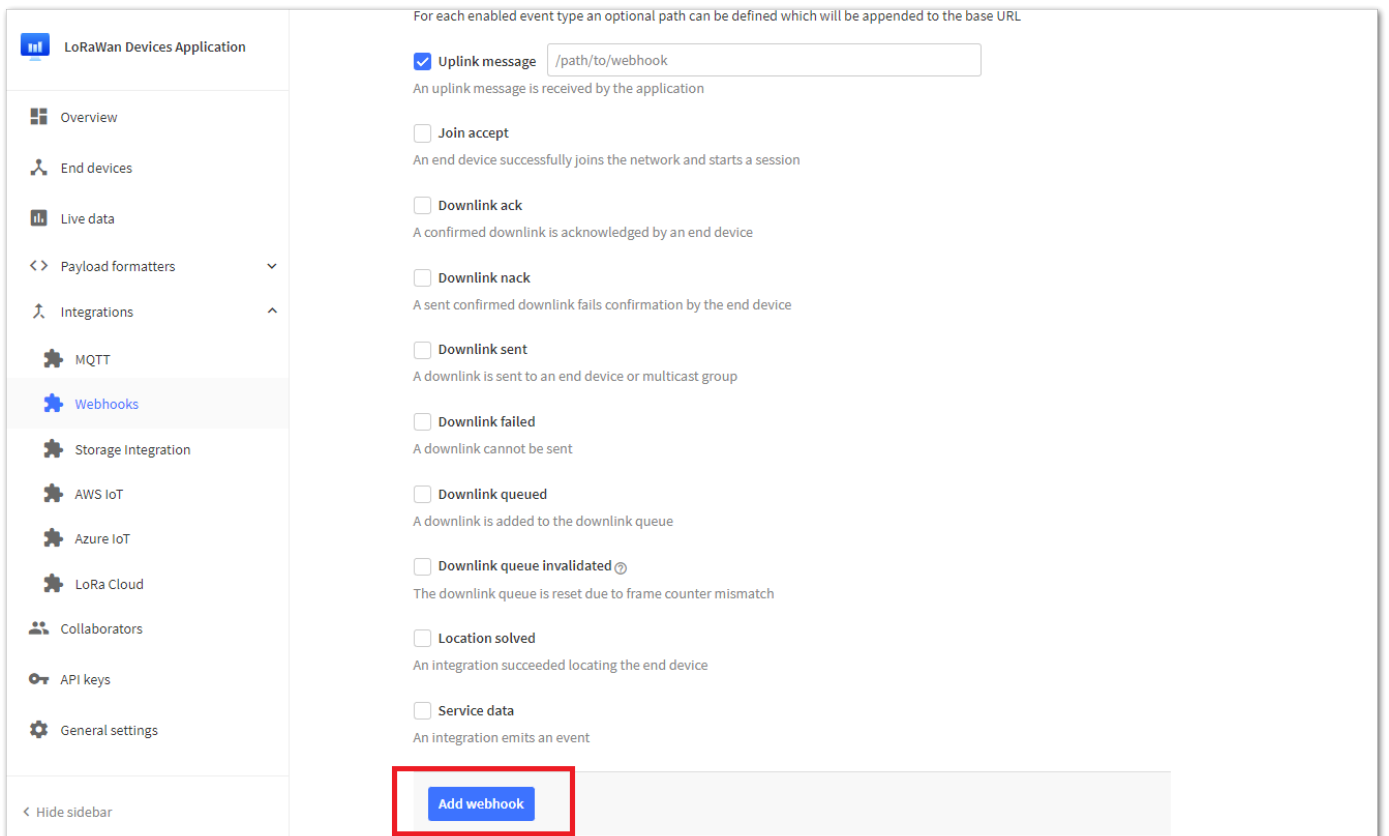 LoRaWan Devices Application
Overview
End devices
Live data
Payload formatters
Integrations
MQTT
Webhooks
Storage Integration
AWS IoT
Azure IoT
LoRa Cloud
Collaborators
API keys
General settings
Hide sidebar
For each enabled event type an optional path can be defined which will be appended to the base URL
Uplink message /path/to/webhook
An uplink message is received by the application
Join accept
An end device successfully joins the network and starts a session
Downlink ack
A confirmed downlink is acknowledged by an end device
Downlink nack
A sent confirmed downlink fails confirmation by the end device
Downlink sent
A downlink is sent to an end device or multicast group
Downlink failed
A downlink cannot be sent
Downlink queued
A downlink is added to the downlink queue
Downlink queue invalidated
The downlink queue is reset due to frame counter mismatch
Location solved
An integration succeeded locating the end device
Service data
An integration emits an event
Add webhook